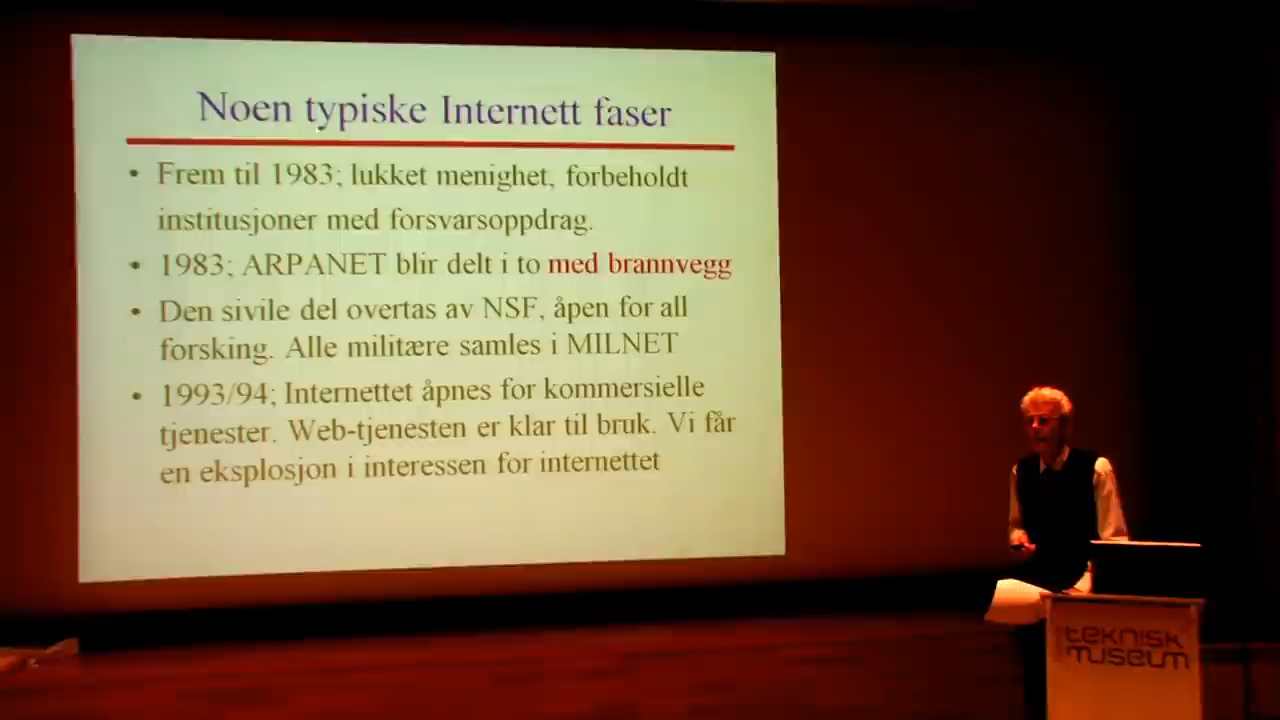 Noen typiske Internett faser
• Frem til 1983; lukket menighet, forbeholdt
institusjoner med forsvarsoppdrag.
• 1983; ARPANET blir delt i to med brannvegg
• Den sivile del overtas av NSF, åpen for all
forsking. Alle militære samles i MILNET
• 1993/94; Internettet åpnes for kommersielle
tjenester. Web-tjenesten er klar til bruk. Vi får
en eksplosjon i interessen for internettet
teknisk
museum